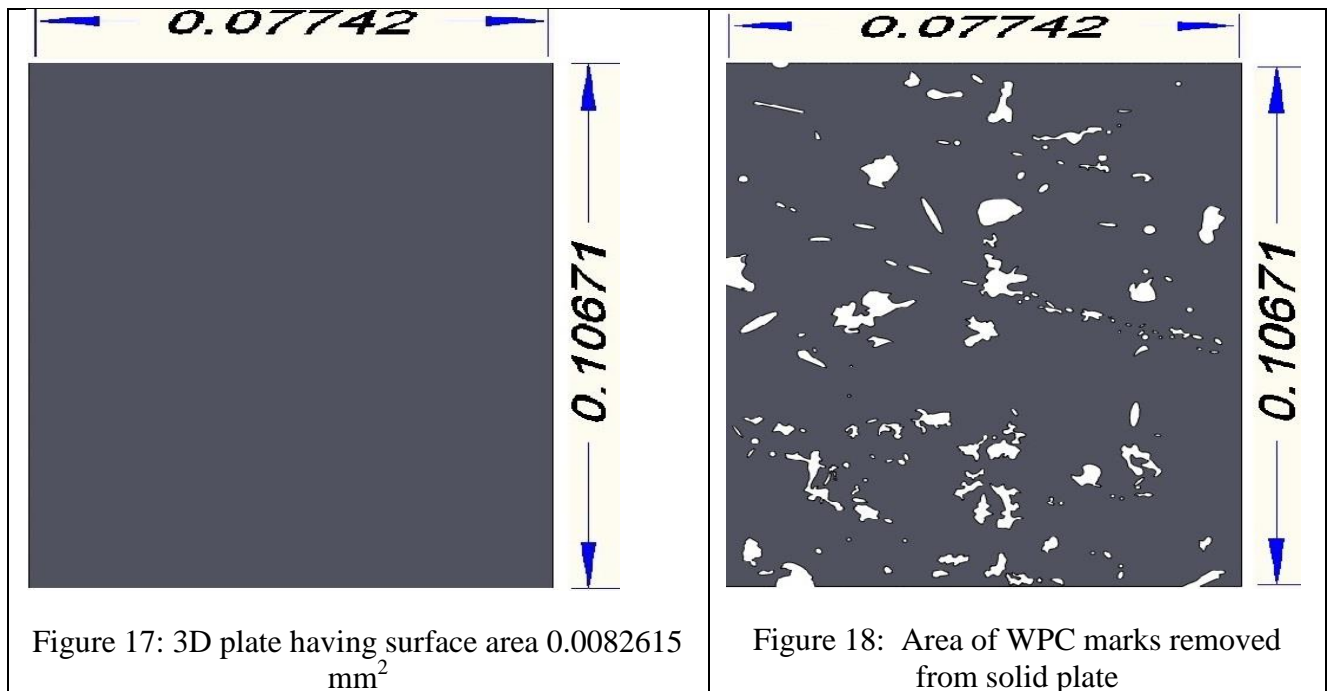 0.07742
0.10671
Figure 17: 3D plate having surface area 0.0082615
mm²
0.07742
0.10671
Figure 18: Area of WPC marks removed
from solid plate